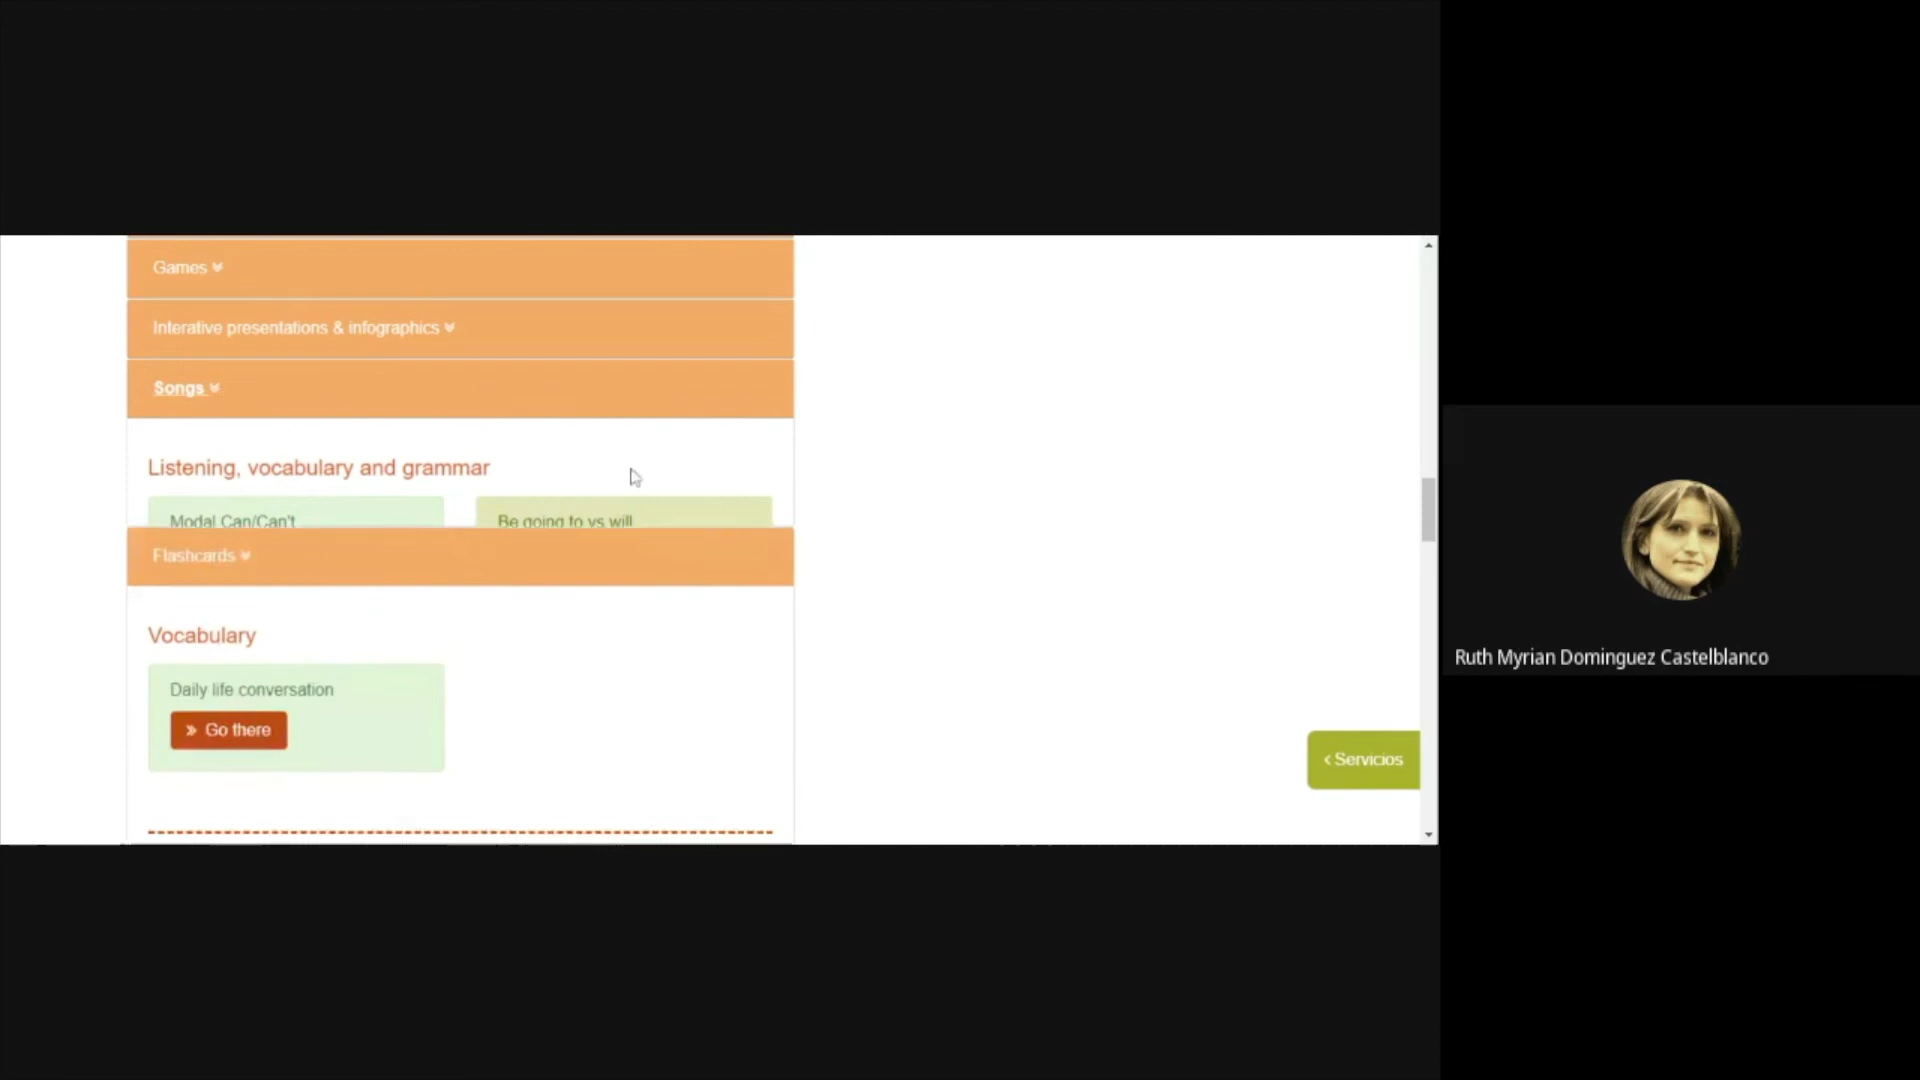 Games
Interative presentations & infographics
Songs
Listening, vocabulary and grammar
Modal Can/Can't
Be going to vs will
Flashcards
Vocabulary
Daily life conversation
Go there
Servicios
Ruth Myrian Dominguez Castelblanco